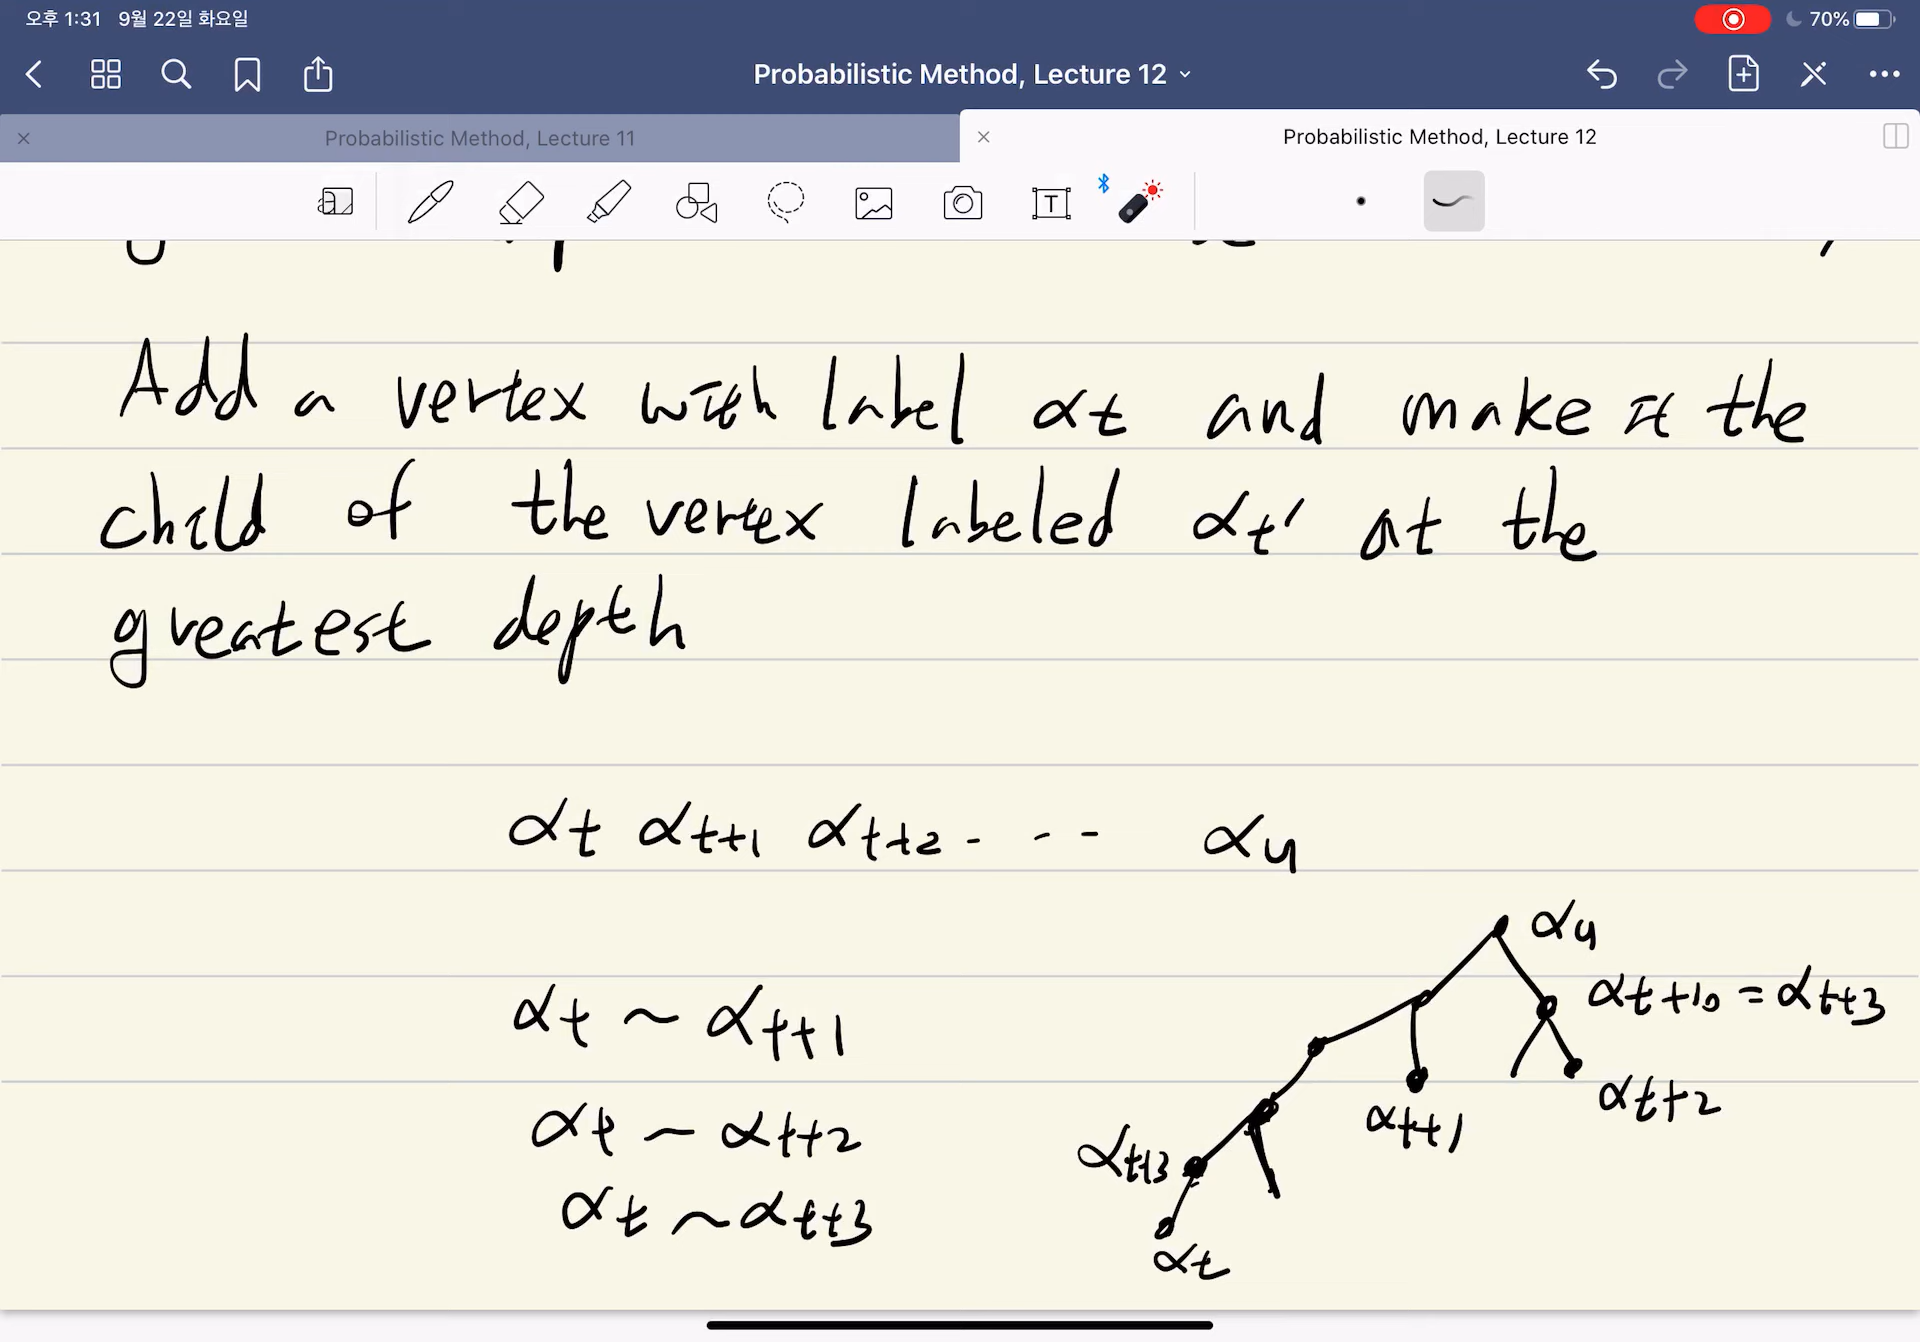 오후 1:31 9월 22일 화요일
70%
Probabilistic Method, Lecture 12
Probabilistic Method, Lecture 11
Probabilistic Method, Lecture 12
T
Add a vertex with label αt and make it the
child of the vertex labeled αt' at the
greatest depth
αt αt+1 αt+2 - - - αu
αu
αt+10 = αt+3
αt ~ αt+1
αt+2
αt+1
αt ~ αt+2
αt+3
αt ~ αt+3
αt